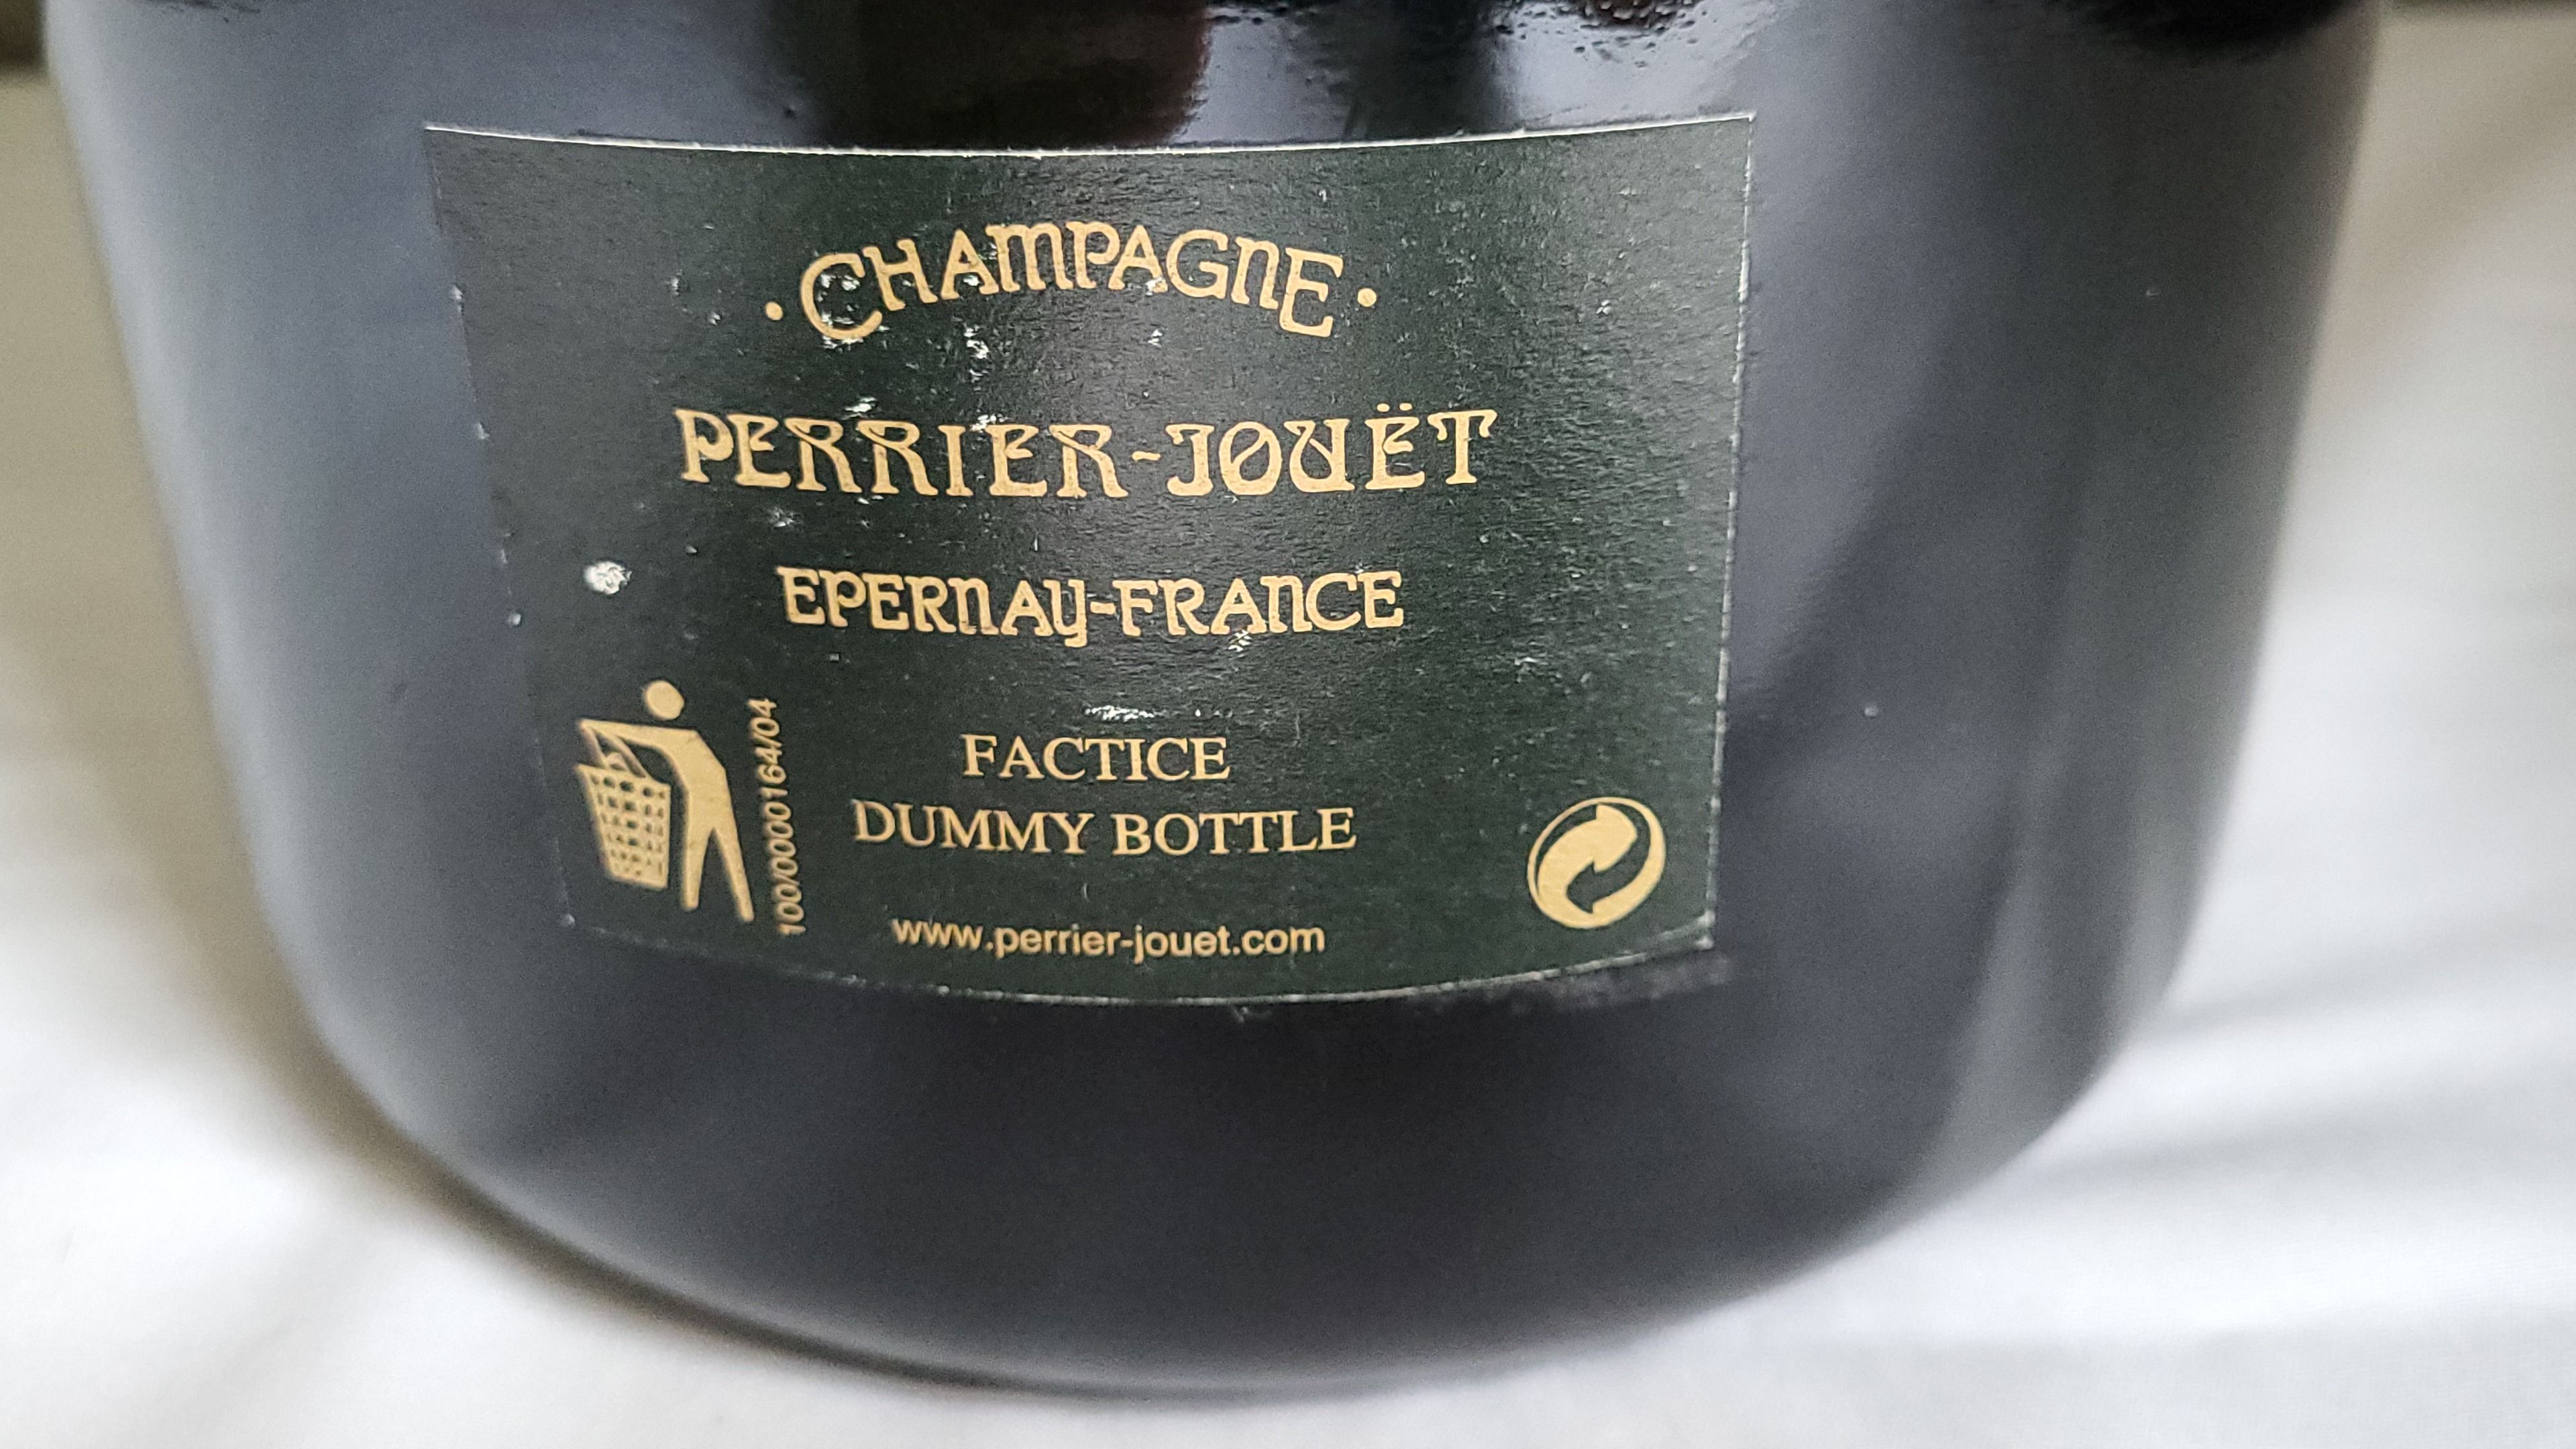 ·CHAMPAGNE·
PERRIER-JOUËT
EPERNAY-FRANCE
FACTICE
DUMMY BOTTLE
www.perrier-jouet.com
100/0000164/04